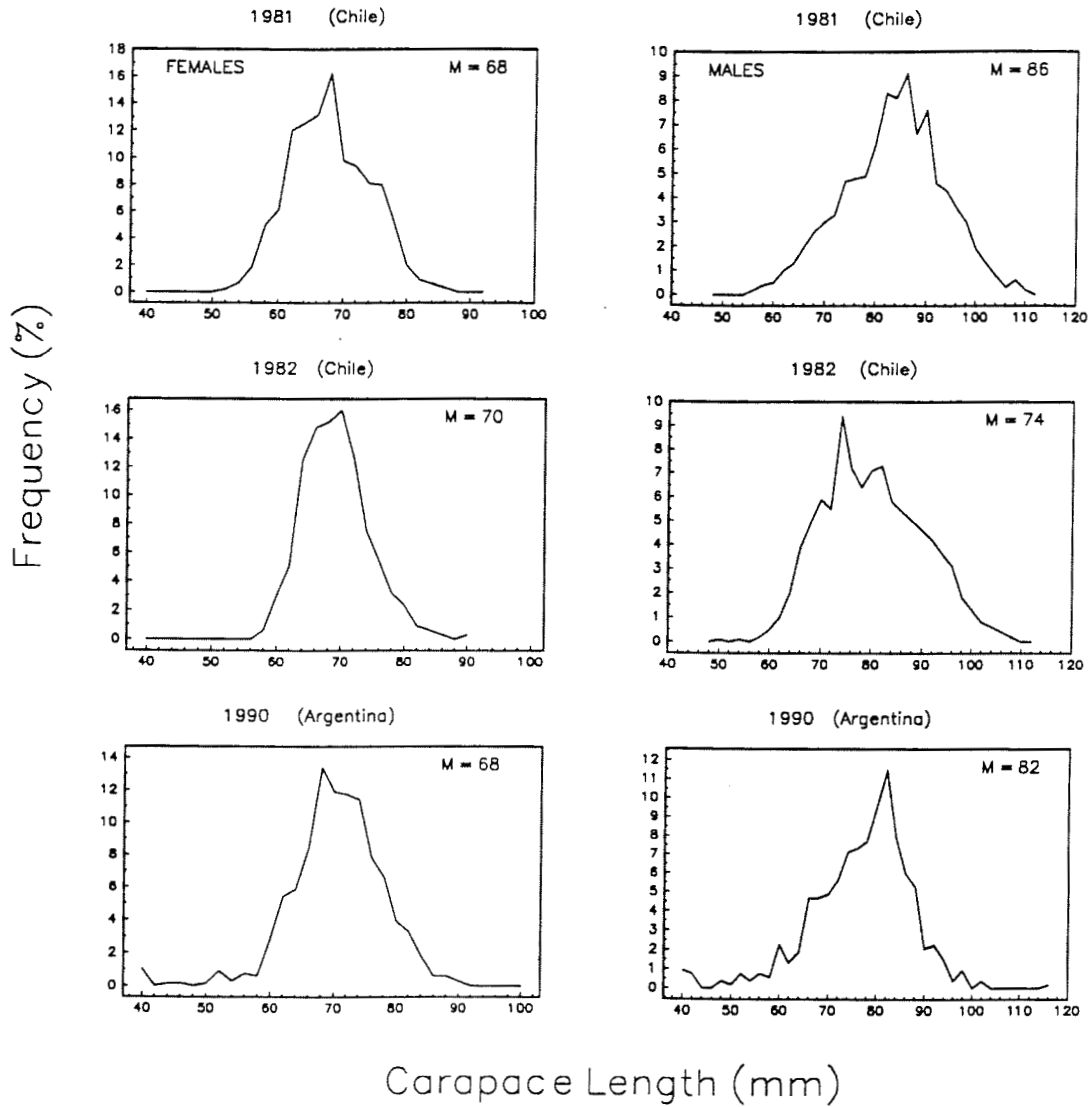 1981 (Chile)
1981 (Chile)
FEMALES
M = 68
MALES
M = 86
18
16
14
12
10
8
6
4
2
0
40 50 60 70 80 90 100
10
9
8
7
6
5
4
3
2
1
0
40 50 60 70 80 90 100 110 120
1982 (Chile)
1982 (Chile)
M = 70
M = 74
16
14
12
10
8
6
4
2
0
40 50 60 70 80 90 100
10
9
8
7
6
5
4
3
2
1
0
40 50 60 70 80 90 100 110 120
1990 (Argentina)
1990 (Argentina)
M = 68
M = 82
14
12
10
8
6
4
2
0
40 50 60 70 80 90 100
12
11
10
9
8
7
6
5
4
3
2
1
0
40 50 60 70 80 90 100 110 120
Frequency (%)
Carapace Length (mm)